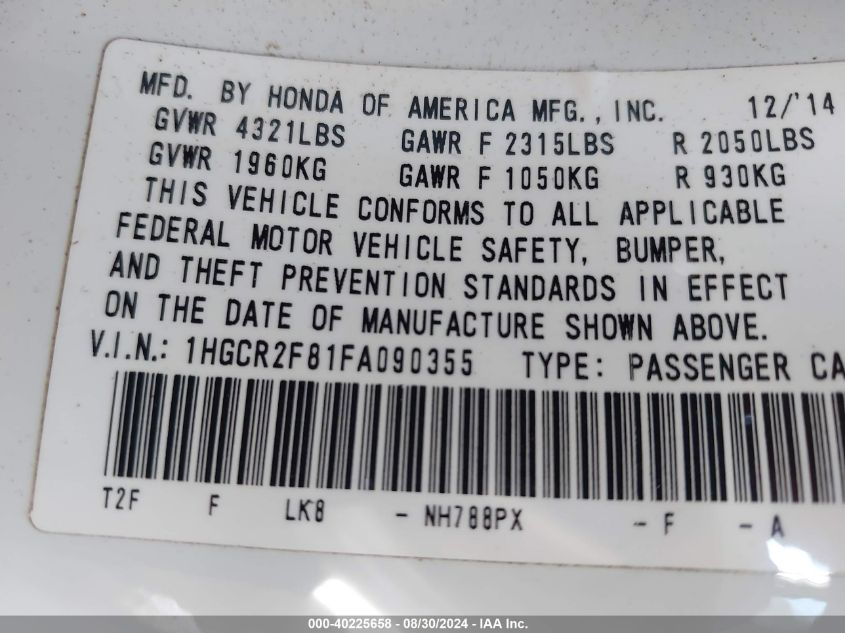 MFD. BY HONDA OF AMERICA MFG., INC. 12/'14
GVWR 4321LBS GAWR F 2315LBS R 2050LBS
GVWR 1960KG GAWR F 1050KG R 930KG
THIS VEHICLE CONFORMS TO ALL APPLICABLE
FEDERAL MOTOR VEHICLE SAFETY, BUMPER,
AND THEFT PREVENTION STANDARDS IN EFFECT
ON THE DATE OF MANUFACTURE SHOWN ABOVE.
V.I.N.: 1HGCR2F81FA090355 TYPE: PASSENGER CA
T2F F LK8 - NH788PX - F - A
000-40225658 - 08/30/2024 - IAA Inc.